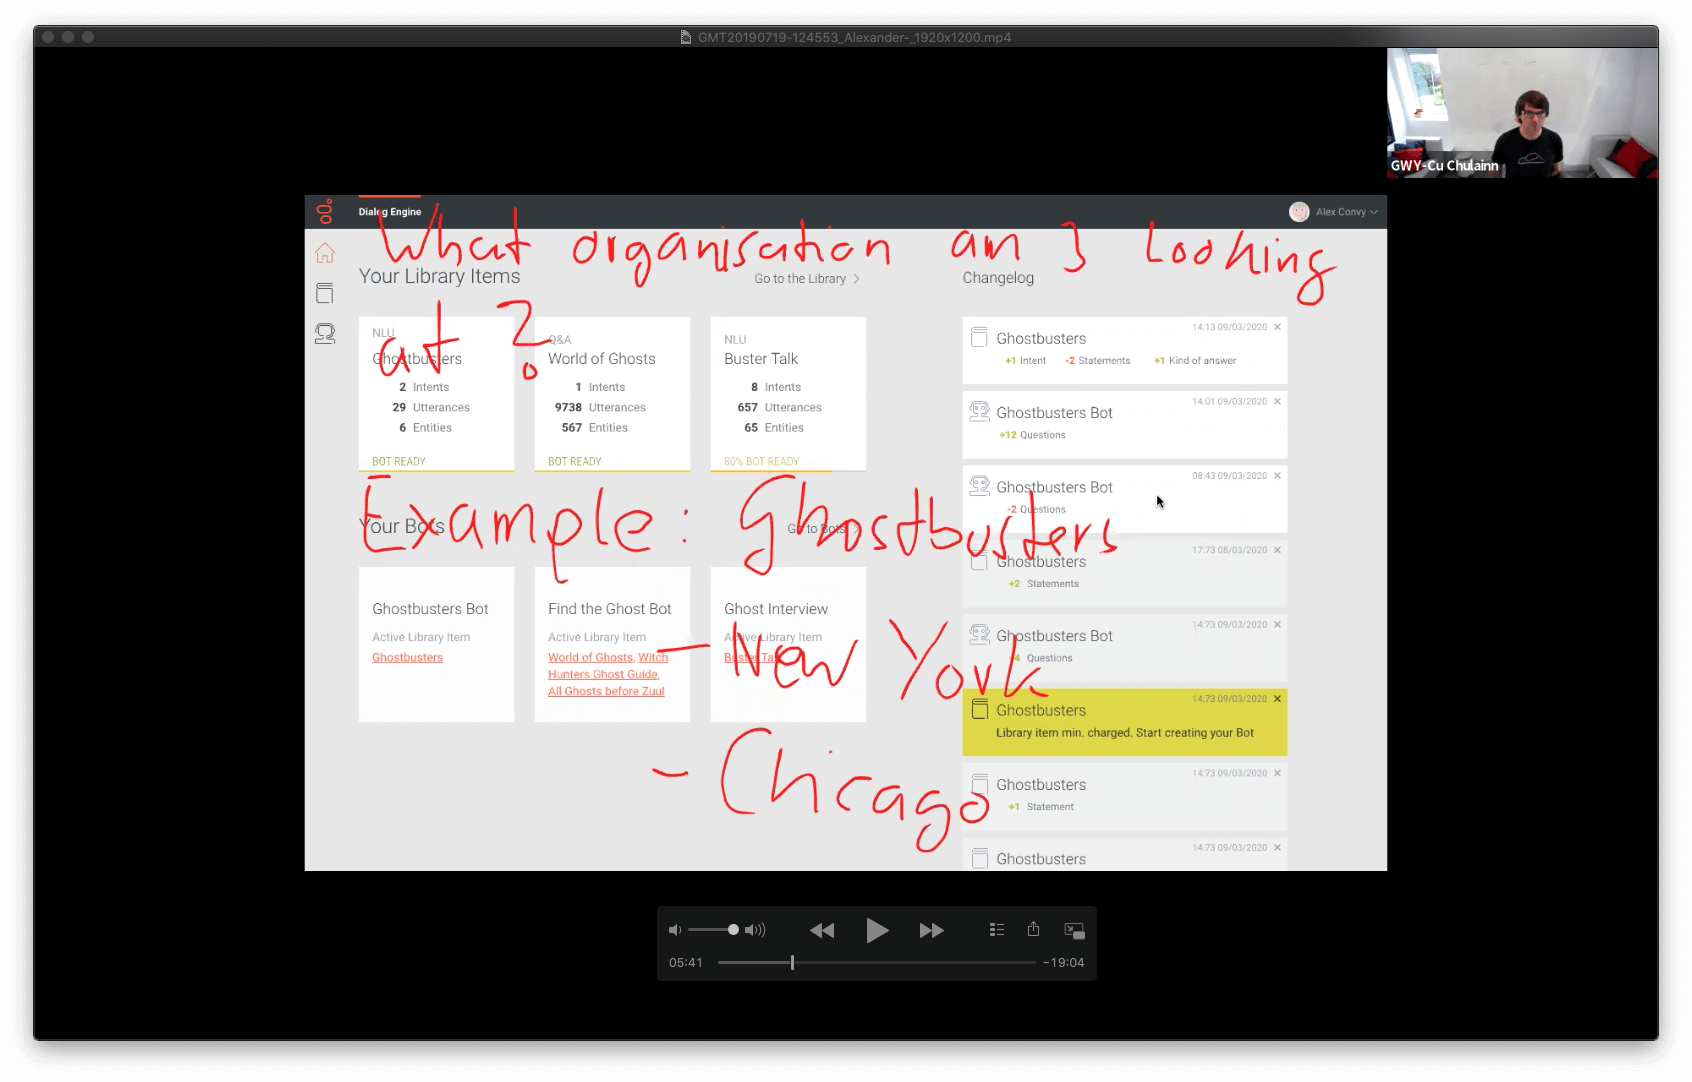 GMT20190719-124553_Alexander-_1920x1200.mp4
GWY-Cu Chulainn
Dialog Engine
Alex Convy
What organisation am I looking
at?
Your Library Items
Go to the Library
NLU
Ghostbusters
2 Intents
29 Utterances
6 Entities
BOT READY
Q&A
World of Ghosts
1 Intents
9738 Utterances
567 Entities
BOT READY
NLU
Buster Talk
8 Intents
657 Utterances
65 Entities
80% BOT READY
Example: Ghostbusters
- New York
- Chicago
Your Bots
Go to Bots
Ghostbusters Bot
Active Library Item
Ghostbusters
Find the Ghost Bot
Active Library Item
World of Ghosts, Witch
Hunters Ghost Guide,
All Ghosts before Zuul
Ghost Interview
Active Library Item
Buster Talk
Changelog
14:13 09/03/2020
Ghostbusters
+1 Intent -2 Statements +1 Kind of answer
14:01 09/03/2020
Ghostbusters Bot
+12 Questions
08:43 09/03/2020
Ghostbusters Bot
-2 Questions
17:73 08/03/2020
Ghostbusters
+2 Statements
14:73 09/03/2020
Ghostbusters Bot
+4 Questions
14:73 09/03/2020
Ghostbusters
Library item min. charged. Start creating your Bot
14:73 09/03/2020
Ghostbusters
+1 Statement
14:73 09/03/2020
Ghostbusters
05:41
-19:04